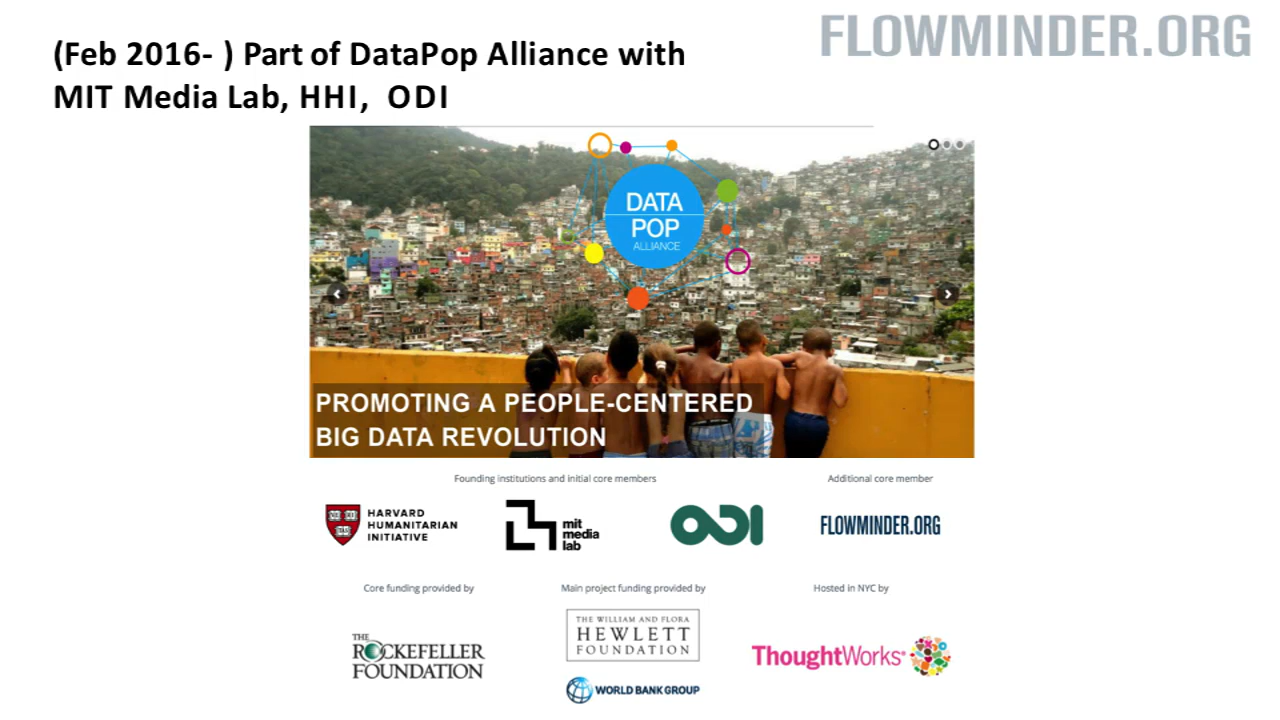 FLOWMINDER.ORG
(Feb 2016- ) Part of DataPop Alliance with
MIT Media Lab, HHI, ODI
DATA
POP
ALLIANCE
PROMOTING A PEOPLE-CENTERED
BIG DATA REVOLUTION
Founding institutions and initial core members
Additional core member
HARVARD
HUMANITARIAN
INITIATIVE
mit
media
lab
ODI
FLOWMINDER.ORG
Core funding provided by
Main project funding provided by
Hosted in NYC by
THE
ROCKEFELLER
FOUNDATION
THE WILLIAM AND FLORA
HEWLETT
FOUNDATION
ThoughtWorks®
WORLD BANK GROUP